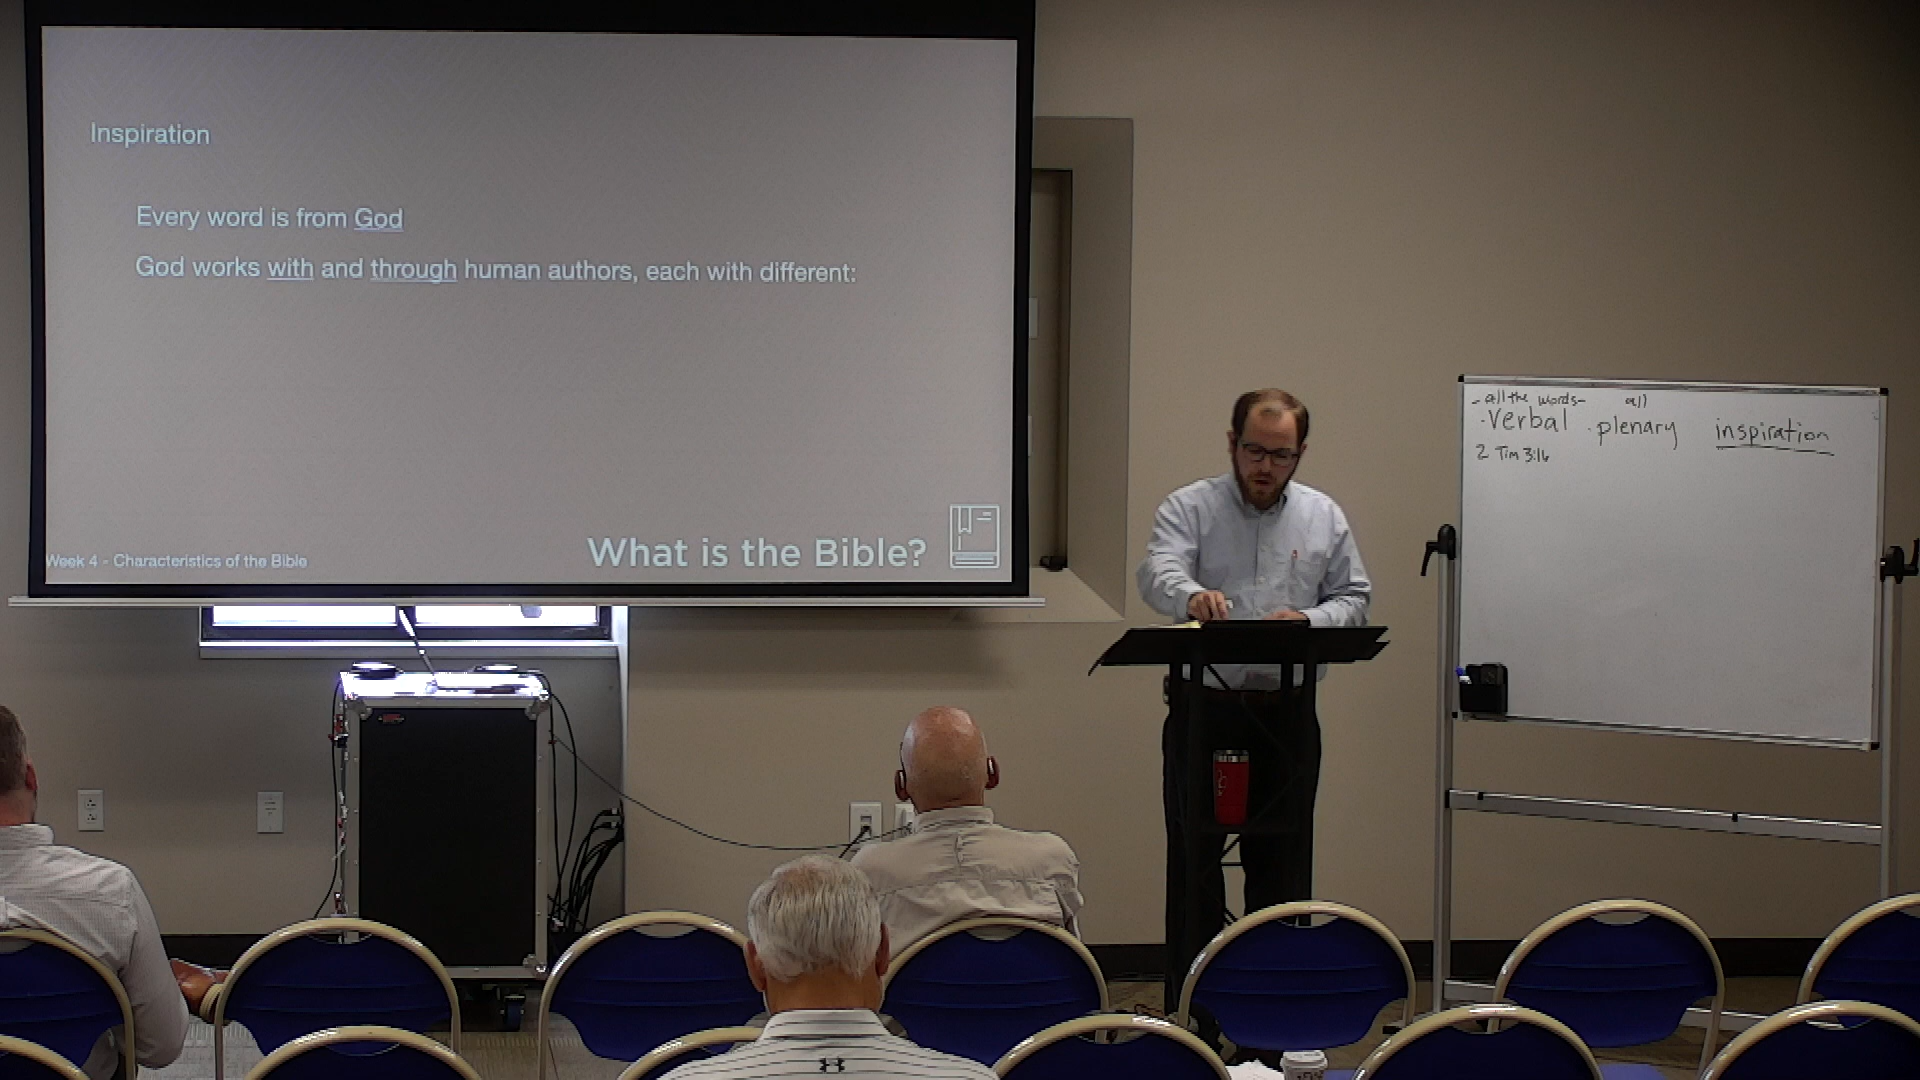 Inspiration
Every word is from God
God works with and through human authors, each with different:
What is the Bible?
Week 4 - Characteristics of the Bible
- all the words- all
· Verbal · plenary inspiration
2 Tim 3:16